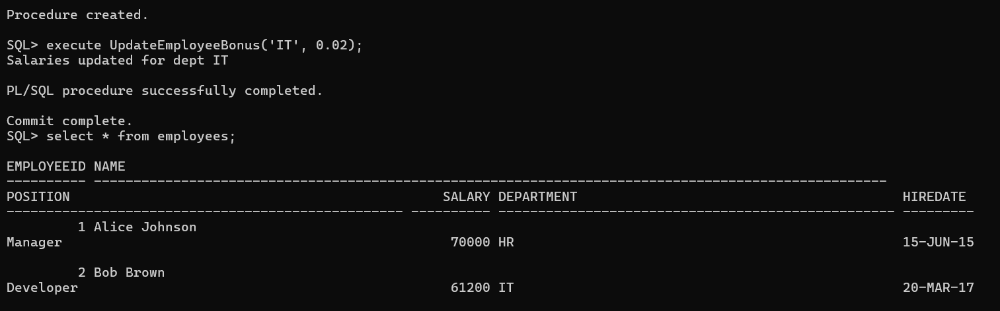 Procedure created.
SQL> execute UpdateEmployeeBonus('IT', 0.02);
Salaries updated for dept IT
PL/SQL procedure successfully completed.
Commit complete.
SQL> select * from employees;
EMPLOYEEID NAME
---------- ----------------------------------------------------------------------------------------------------
POSITION                                               SALARY DEPARTMENT                                         HIREDATE
-------------------------------------------------- ---------- -------------------------------------------------- ---------
         1 Alice Johnson
Manager                                                 70000 HR                                                 15-JUN-15
         2 Bob Brown
Developer                                               61200 IT                                                 20-MAR-17